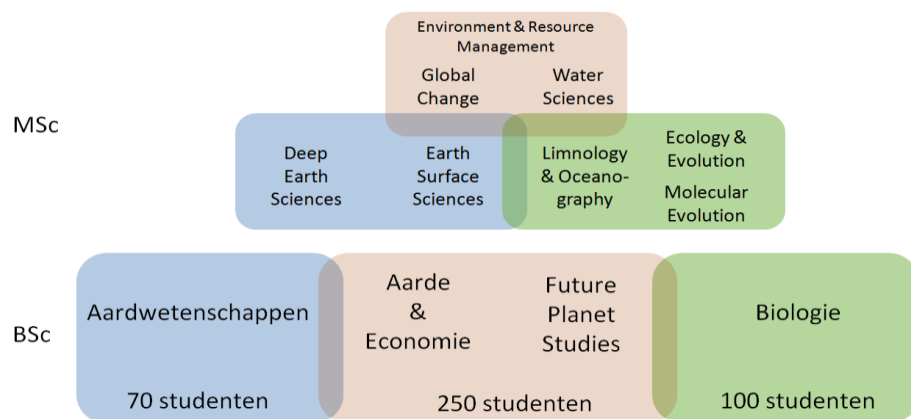 Environment & Resource
Management
Global
Change
Water
Sciences
MSc
Deep
Earth
Sciences
Earth
Surface
Sciences
Limnology
& Oceano-
graphy
Ecology &
Evolution
Molecular
Evolution
BSc
Aardwetenschappen
70 studenten
Aarde
&
Economie
Future
Planet
Studies
250 studenten
Biologie
100 studenten